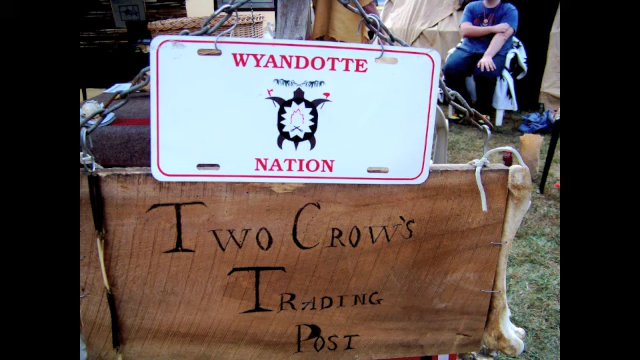 WYANDOTTE
NATION
TWO CROW'S
TRADING
POST